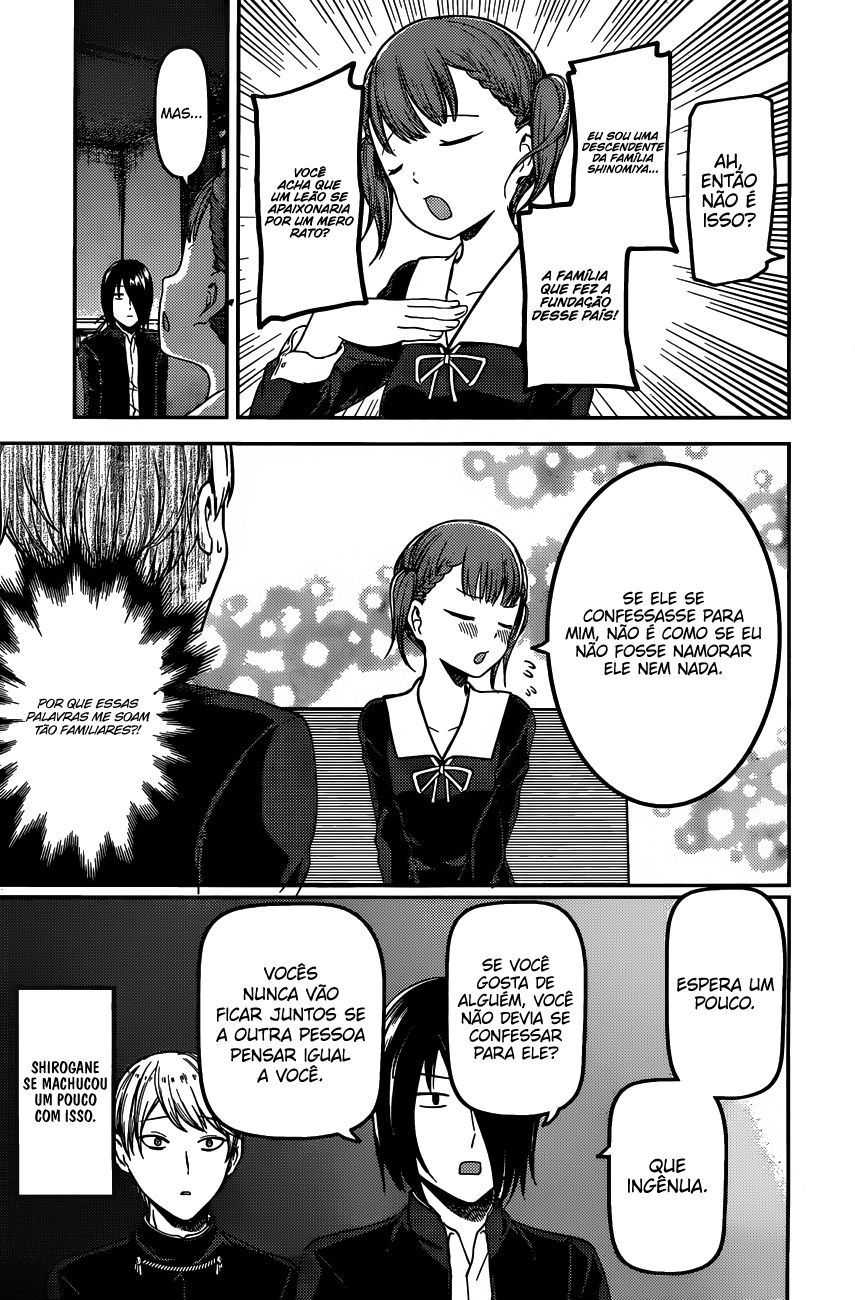 AH,
ENTÃO
NÃO É
ISSO?
EU SOU UMA
DESCENDENTE
DA FAMÍLIA
SHINOMIYA...
A FAMÍLIA
QUE FEZ A
FUNDAÇÃO
DESSE PAÍS!
VOCÊ
ACHA QUE
UM LEÃO SE
APAIXONARIA
POR UM MERO
RATO?
MAS...
SE ELE SE
CONFESSASSE PARA
MIM, NÃO É COMO SE EU
NÃO FOSSE NAMORAR
ELE NEM NADA.
POR QUE ESSAS
PALAVRAS ME SOAM
TÃO FAMILIARES?!
ESPERA UM
POUCO.
QUE
INGÊNUA.
SE VOCÊ
GOSTA DE
ALGUÉM, VOCÊ
NÃO DEVIA SE
CONFESSAR
PARA ELE?
VOCÊS
NUNCA VÃO
FICAR JUNTOS SE
A OUTRA PESSOA
PENSAR IGUAL
A VOCÊ.
SHIROGANE
SE MACHUCOU
UM POUCO
COM ISSO.